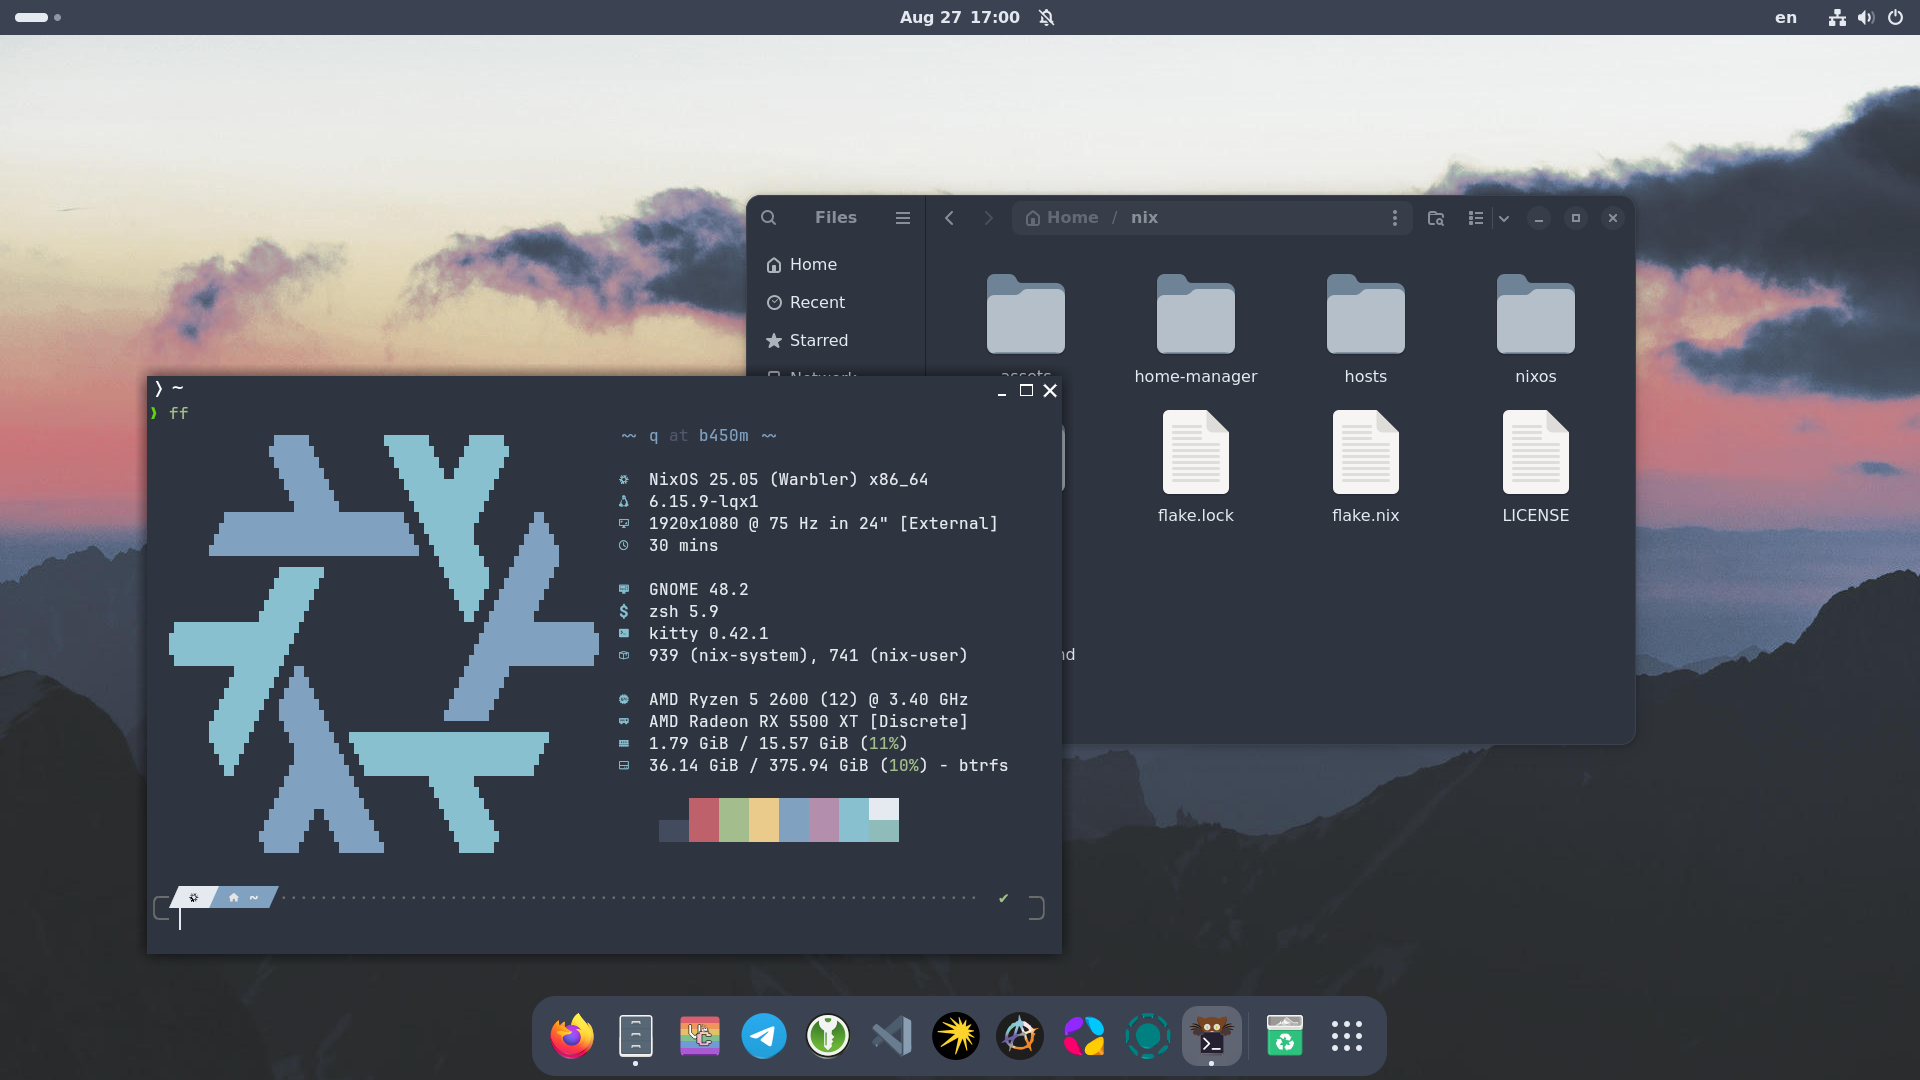 Aug 27 17:00
en
Files
Home / nix
Home
Recent
Starred
Network
assets
home-manager
hosts
nixos
flake.lock
flake.nix
LICENSE
❭ ~
❱ ff
~~ q at b450m ~~
NixOS 25.05 (Warbler) x86_64
6.15.9-lqx1
1920x1080 @ 75 Hz in 24" [External]
30 mins
GNOME 48.2
zsh 5.9
kitty 0.42.1
939 (nix-system), 741 (nix-user)
AMD Ryzen 5 2600 (12) @ 3.40 GHz
AMD Radeon RX 5500 XT [Discrete]
1.79 GiB / 15.57 GiB (11%)
36.14 GiB / 375.94 GiB (10%) - btrfs
~